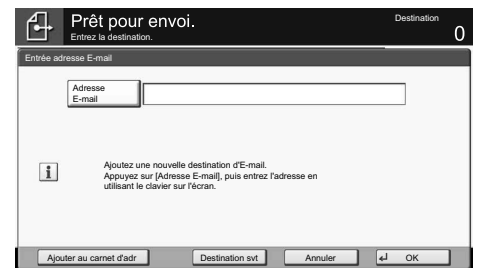 Prêt pour envoi.
Destination
Entrez la destination.
0
Entrée adresse E-mail
Adresse
E-mail
Ajoutez une nouvelle destination d'E-mail.
Appuyez sur [Adresse E-mail], puis entrez l'adresse en
utilisant le clavier sur l'écran.
Ajouter au carnet d'adr
Destination svt
Annuler
OK